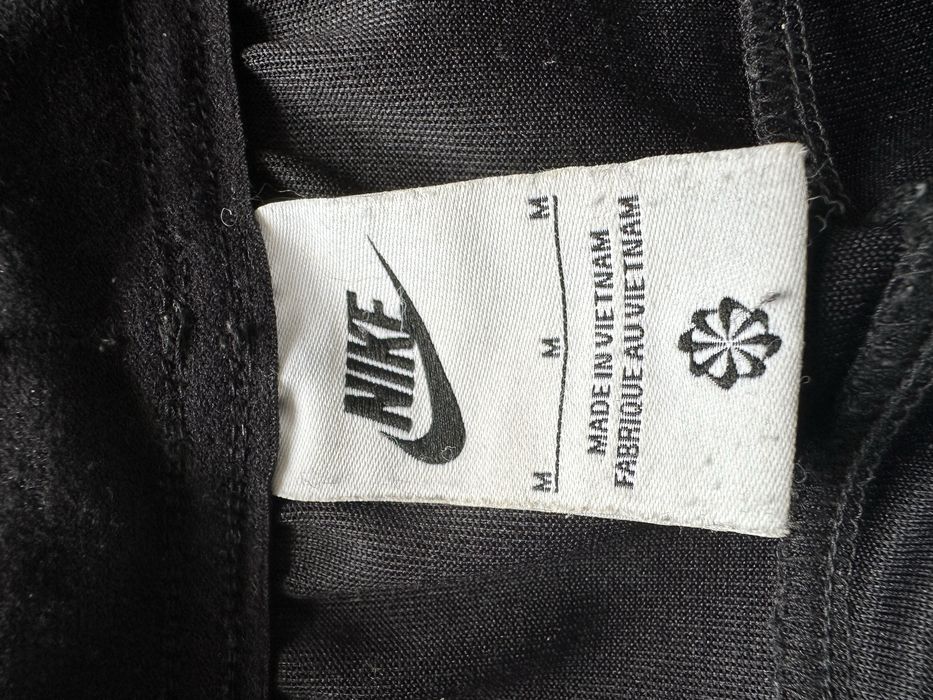 NIKE
M M M
MADE IN VIETNAM
FABRIQUE AU VIETNAM